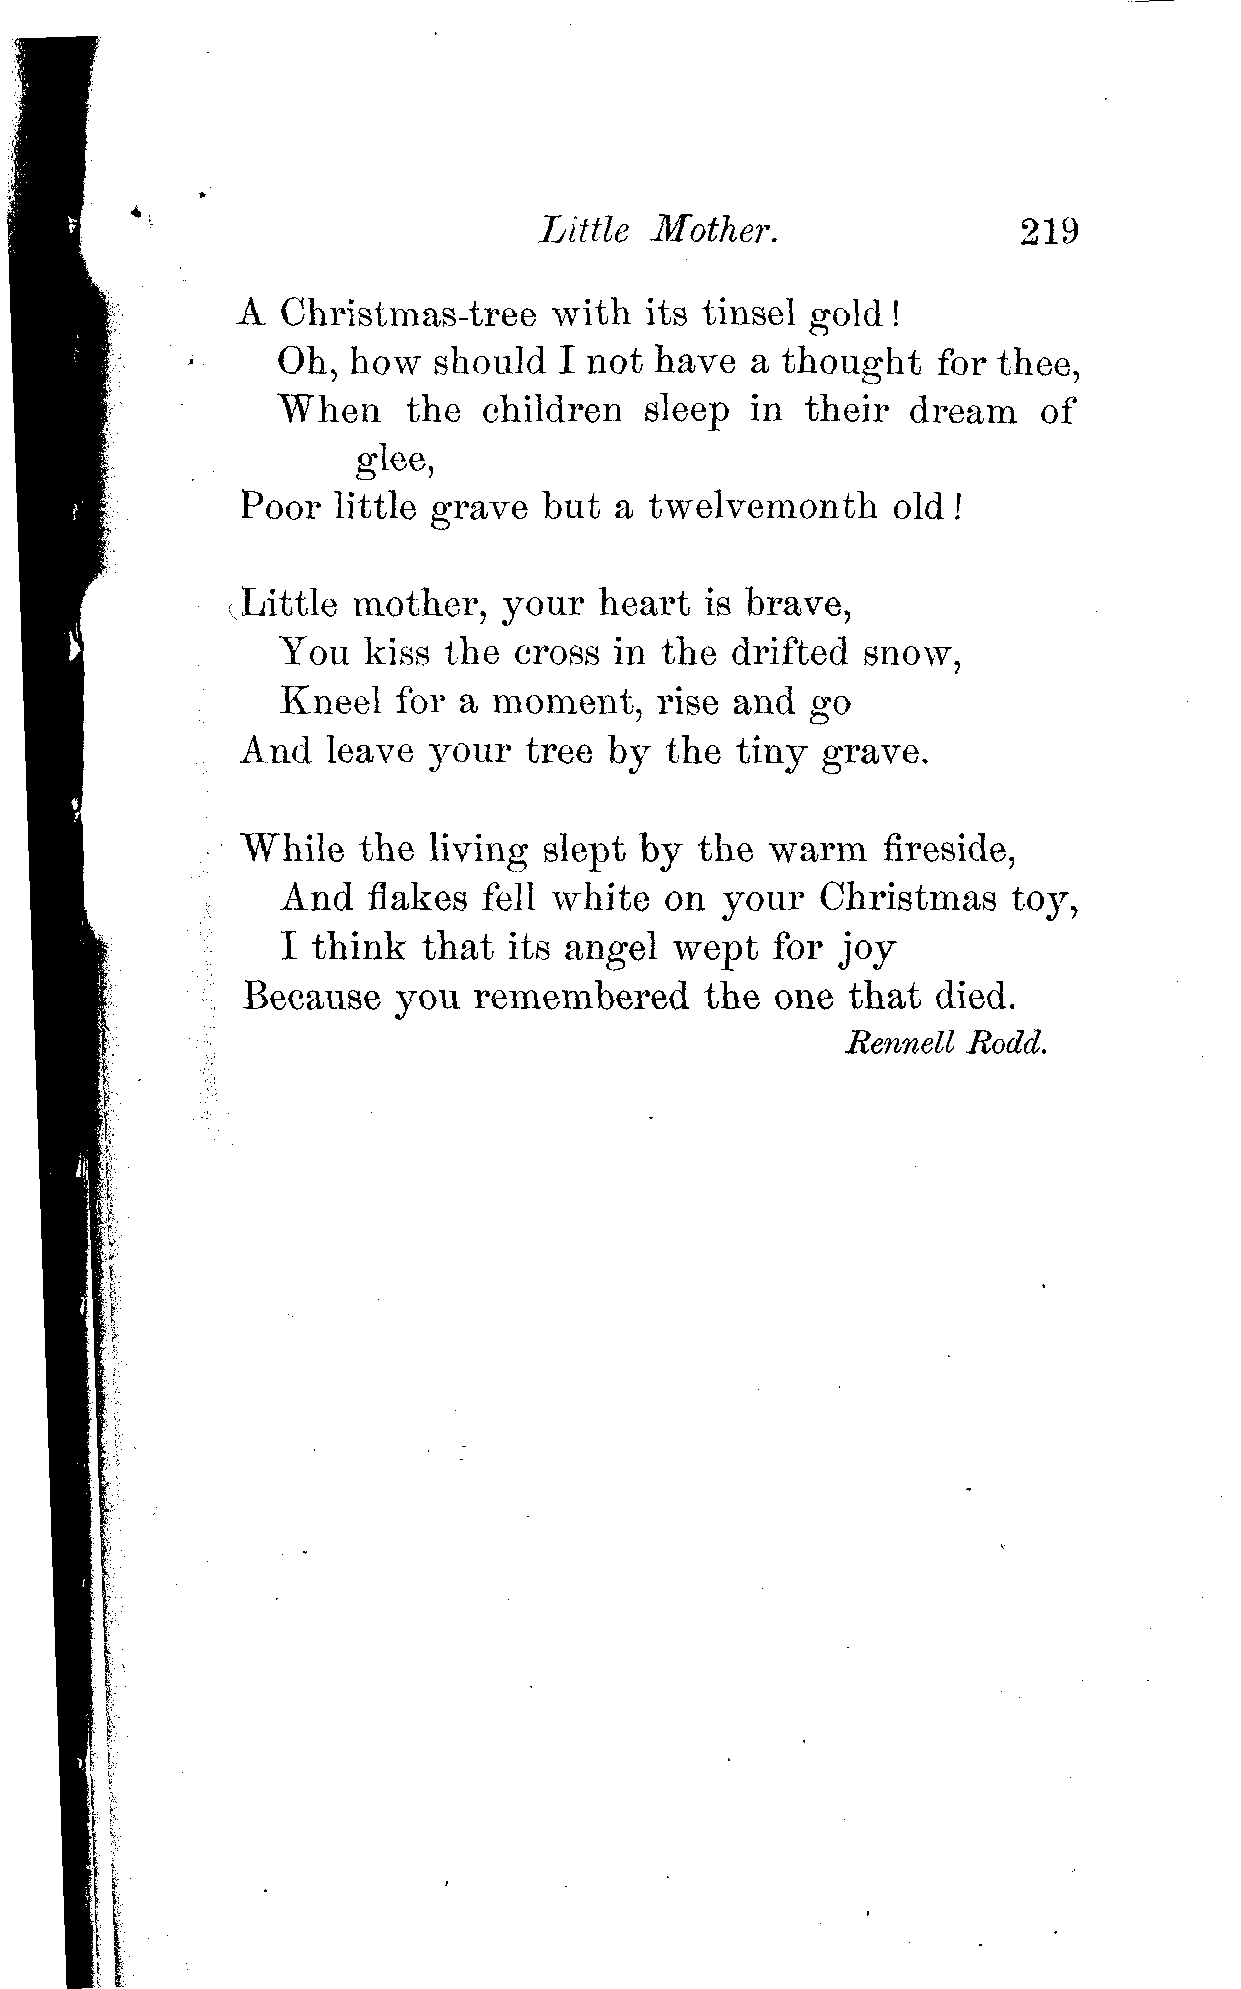 Little Mother. 219
A Christmas-tree with its tinsel gold!
Oh, how should I not have a thought for thee,
When the children sleep in their dream of
glee,
Poor little grave but a twelvemonth old!
Little mother, your heart is brave,
You kiss the cross in the drifted snow,
Kneel for a moment, rise and go
And leave your tree by the tiny grave.
While the living slept by the warm fireside,
And flakes fell white on your Christmas toy,
I think that its angel wept for joy
Because you remembered the one that died.
Rennell Rodd.